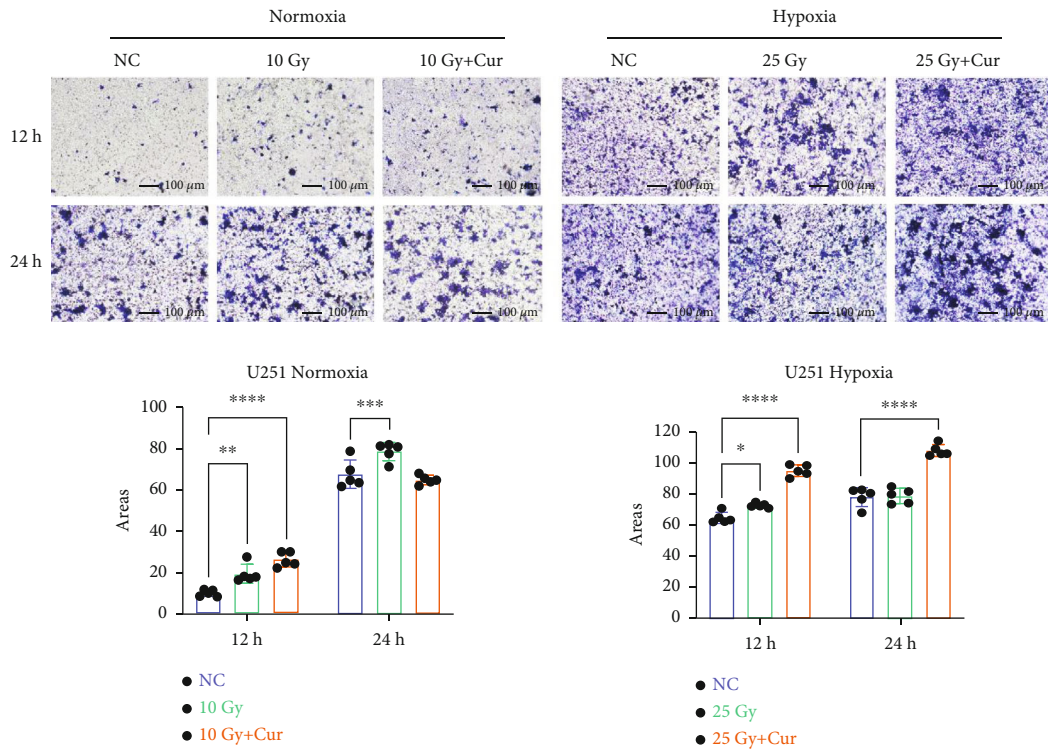 Normoxia Hypoxia
NC 10 Gy 10 Gy+Cur NC 25 Gy 25 Gy+Cur
12 h
100 μm 100 μm 100 μm 100 μm 100 μm 100 μm
24 h
100 μm 100 μm 100 μm 100 μm 100 μm 100 μm
U251 Normoxia
100
80
60
40
20
0
Areas
****
**
***
12 h 24 h
NC
10 Gy
10 Gy+Cur
U251 Hypoxia
120
100
80
60
40
20
0
Areas
****
*
****
12 h 24 h
NC
25 Gy
25 Gy+Cur